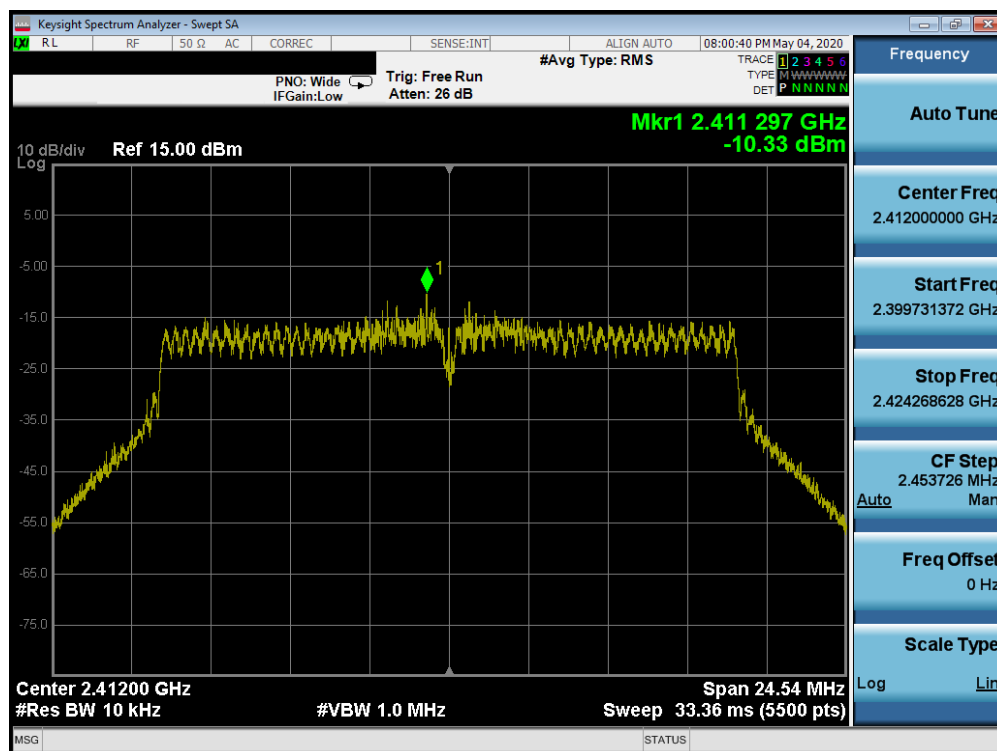 Keysight Spectrum Analyzer - Swept SA
LXI RL RF 50 Ω AC CORREC SENSE:INT ALIGN AUTO 08:00:40 PM May 04, 2020
Frequency
PNO: Wide
IFGain:Low
Trig: Free Run
Atten: 26 dB
#Avg Type: RMS
TRACE 1 2 3 4 5 6
TYPE M W W W W W
DET P N N N N N
Mkr1 2.411 297 GHz
-10.33 dBm
10 dB/div
Log
Ref 15.00 dBm
1
5.00
-5.00
-15.0
-25.0
-35.0
-45.0
-55.0
-65.0
-75.0
Center 2.41200 GHz
#Res BW 10 kHz
#VBW 1.0 MHz
Span 24.54 MHz
Sweep 33.36 ms (5500 pts)
MSG
STATUS
Auto Tune
Center Freq
2.412000000 GHz
Start Freq
2.399731372 GHz
Stop Freq
2.424268628 GHz
CF Step
2.453726 MHz
Auto Man
Freq Offset
0 Hz
Scale Type
Log Lin